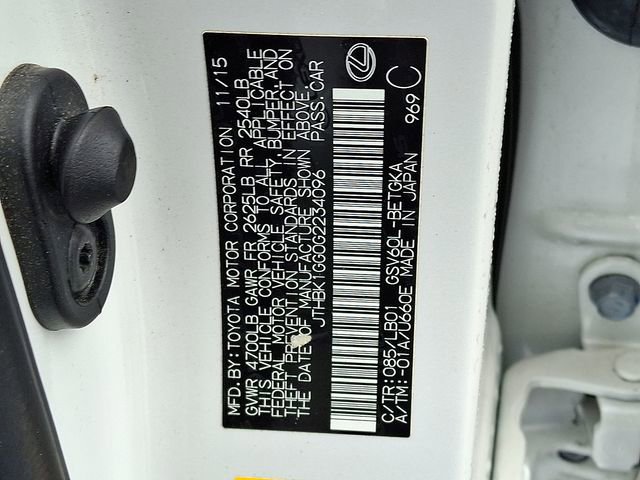 MFD.BY:TOYOTA MOTOR CORPORATION 11/15
GVWR 4700LB GAWR FR 2625LB RR 2540LB
THIS VEHICLE CONFORMS TO ALL APPLICABLE
FEDERAL MOTOR VEHICLE SAFETY, BUMPER, AND
THEFT PREVENTION STANDARDS IN EFFECT ON
THE DATE OF MANUFACTURE SHOWN ABOVE.
JTHBK1GG0G2234096 PASS.CAR
C/TR:085/LB01 GSV60L-BETGKA
A/TM:-01A/U660E MADE IN JAPAN 969 C